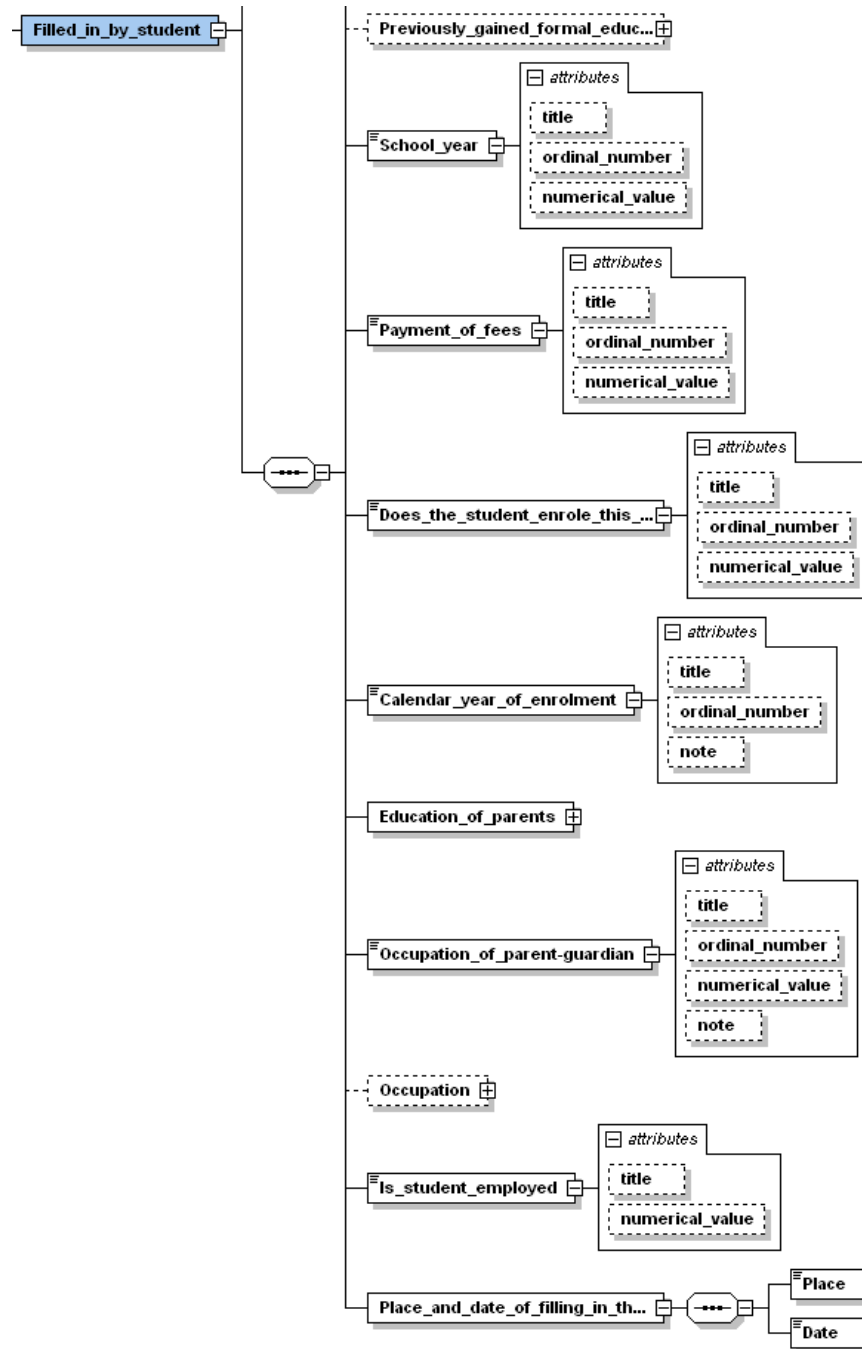 Filled_in_by_student
Previously_gained_formal_educ...
attributes
School_year
title
ordinal_number
numerical_value
attributes
Payment_of_fees
title
ordinal_number
numerical_value
attributes
Does_the_student_enrole_this_...
title
ordinal_number
numerical_value
attributes
Calendar_year_of_enrolment
title
ordinal_number
note
Education_of_parents
attributes
Occupation_of_parent-guardian
title
ordinal_number
numerical_value
note
Occupation
attributes
Is_student_employed
title
numerical_value
Place_and_date_of_filling_in_th...
Place
Date